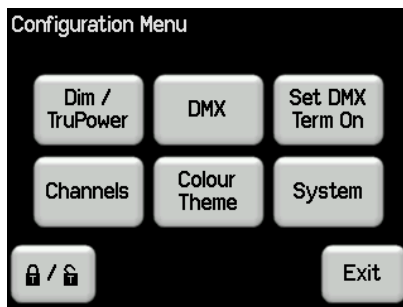 Configuration Menu
Dim /
TruPower
DMX
Set DMX
Term On
Channels
Colour
Theme
System
/
Exit